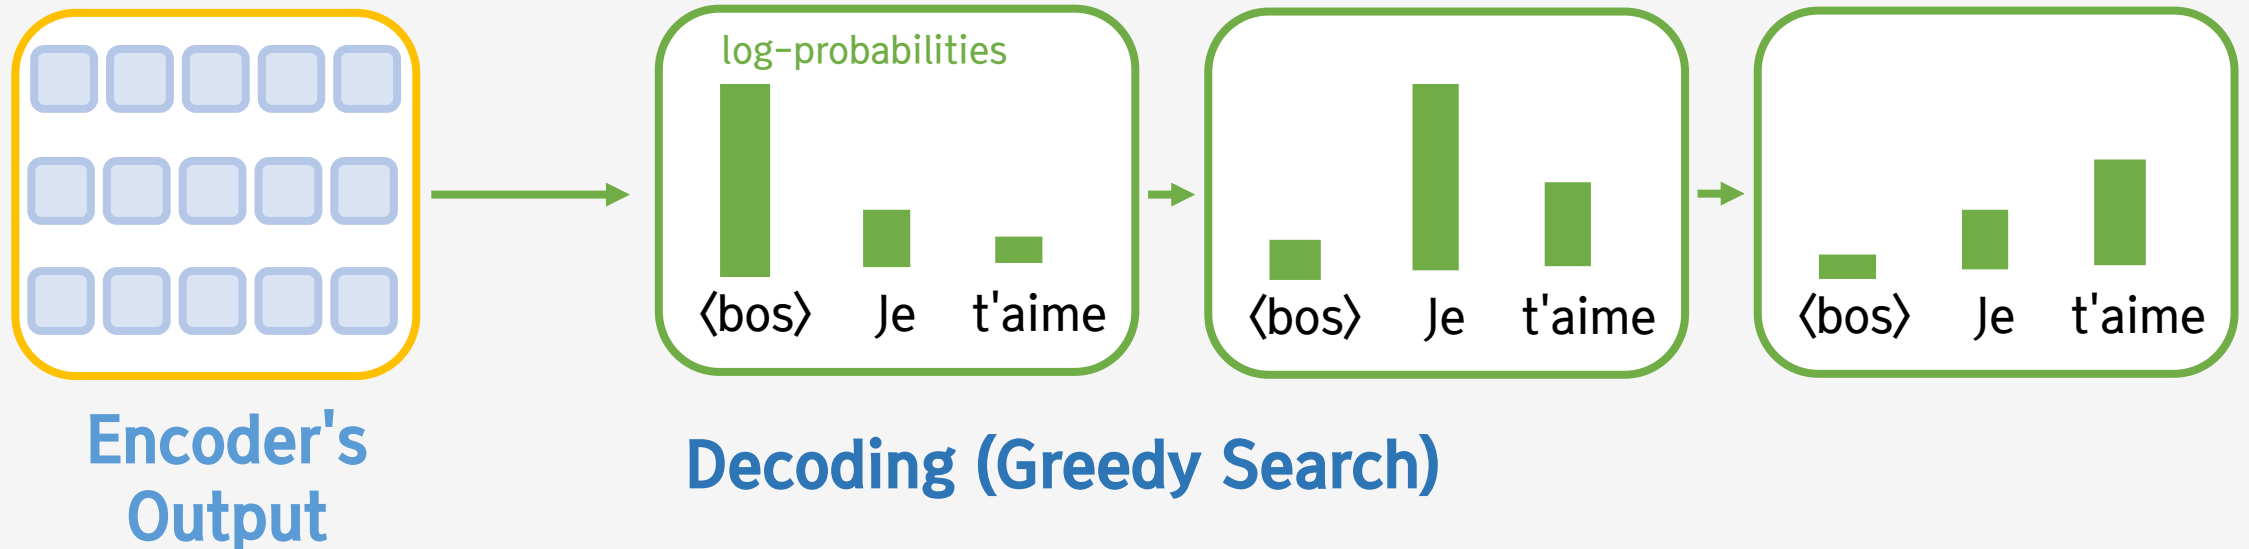 log-probabilities
⟨bos⟩ Je t'aime
⟨bos⟩ Je t'aime
⟨bos⟩ Je t'aime
Encoder's
Output
Decoding (Greedy Search)